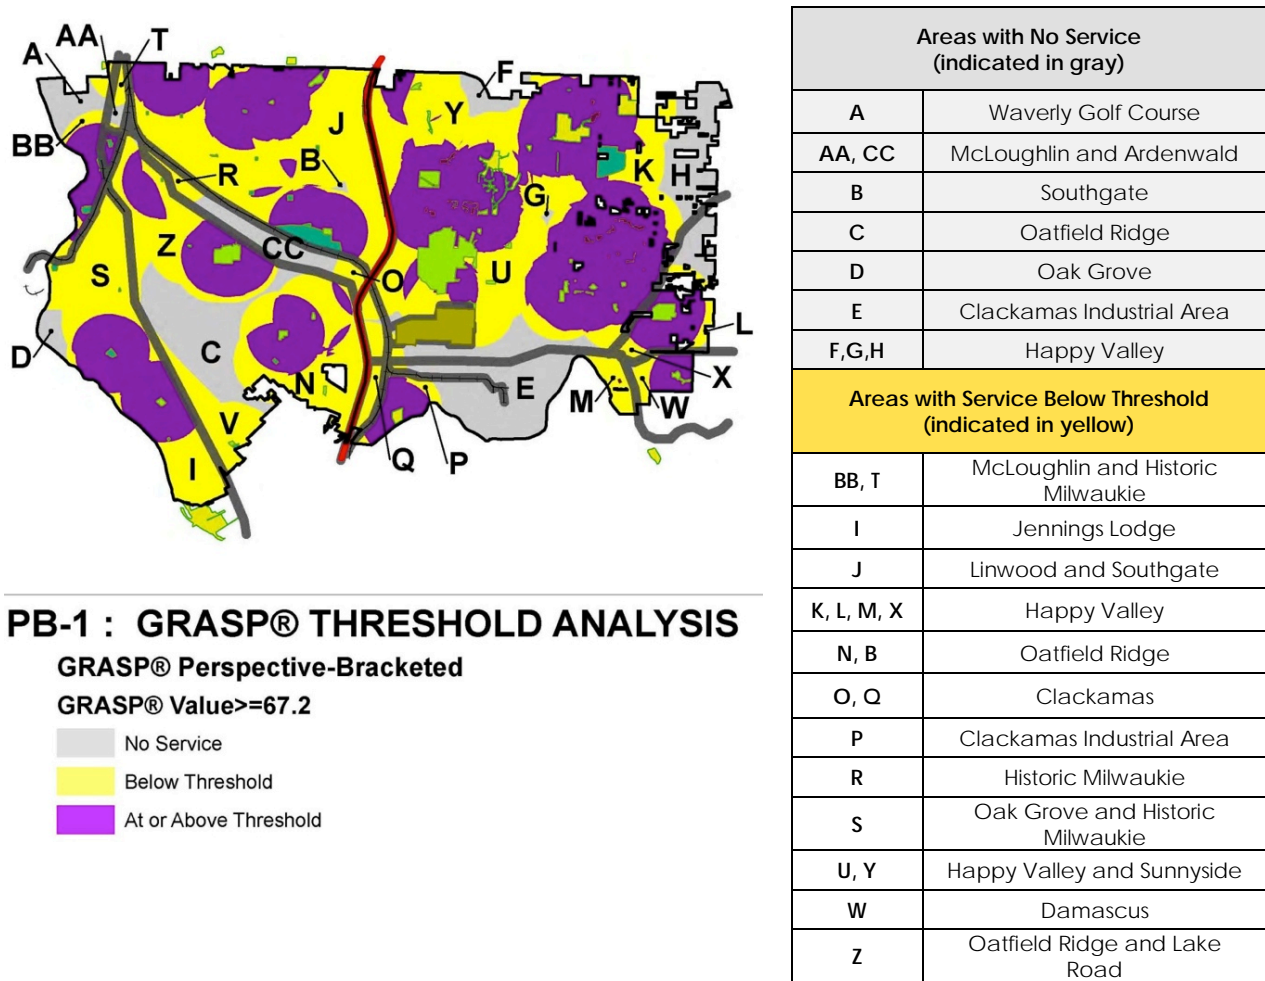 AA
T
A
F
J
Y
BB
B
R
K
H
G
Z
CC
S
O
U
L
D
C
X
N
E
M
W
V
Q
P
I
PB-1 : GRASP® THRESHOLD ANALYSIS
GRASP® Perspective-Bracketed
GRASP® Value>=67.2
No Service
Below Threshold
At or Above Threshold
Areas with No Service
(indicated in gray)
A Waverly Golf Course
AA, CC McLoughlin and Ardenwald
B Southgate
C Oatfield Ridge
D Oak Grove
E Clackamas Industrial Area
F,G,H Happy Valley
Areas with Service Below Threshold
(indicated in yellow)
BB, T McLoughlin and Historic
Milwaukie
I Jennings Lodge
J Linwood and Southgate
K, L, M, X Happy Valley
N, B Oatfield Ridge
O, Q Clackamas
P Clackamas Industrial Area
R Historic Milwaukie
S Oak Grove and Historic
Milwaukie
U, Y Happy Valley and Sunnyside
W Damascus
Z Oatfield Ridge and Lake
Road